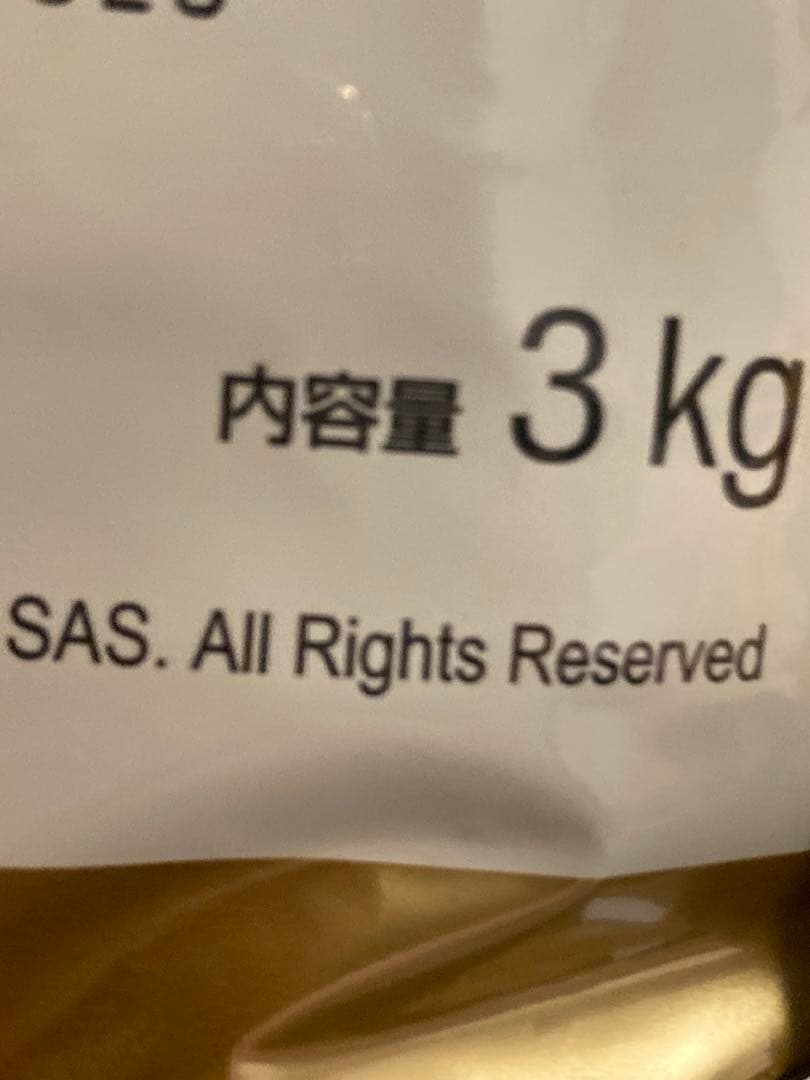 内容量 3 kg
SAS. All Rights Reserved